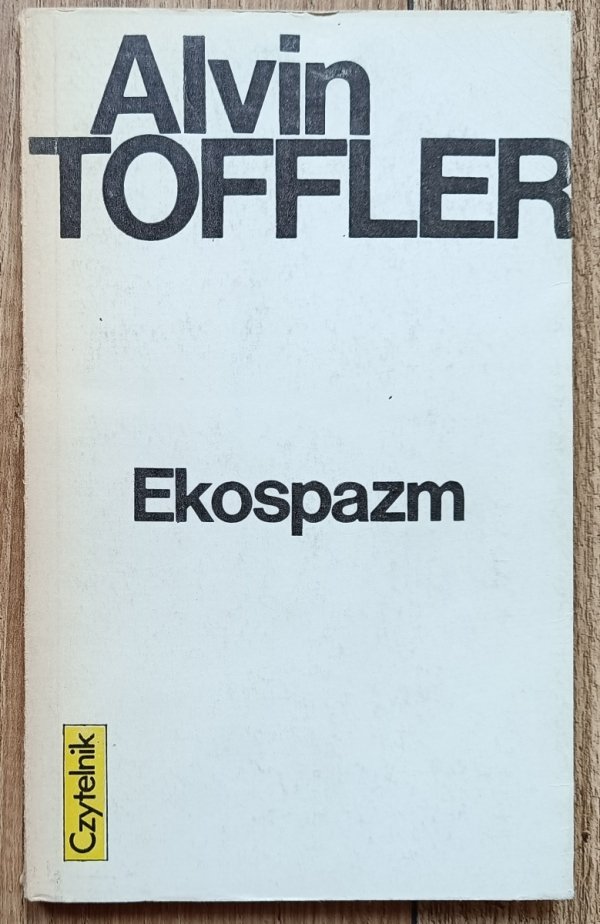 Alvin
TOFFLER
Ekospazm
Czytelnik